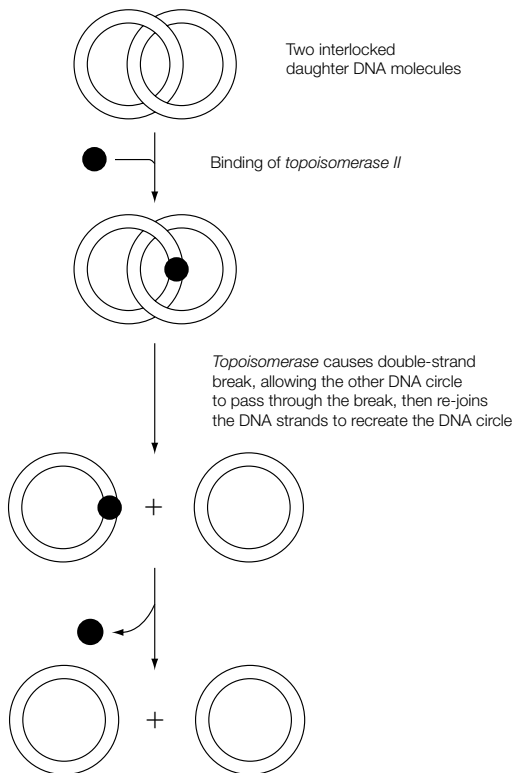 Two interlocked
daughter DNA molecules
Binding of topoisomerase II
Topoisomerase causes double-strand
break, allowing the other DNA circle
to pass through the break, then re-joins
the DNA strands to recreate the DNA circle
+
+